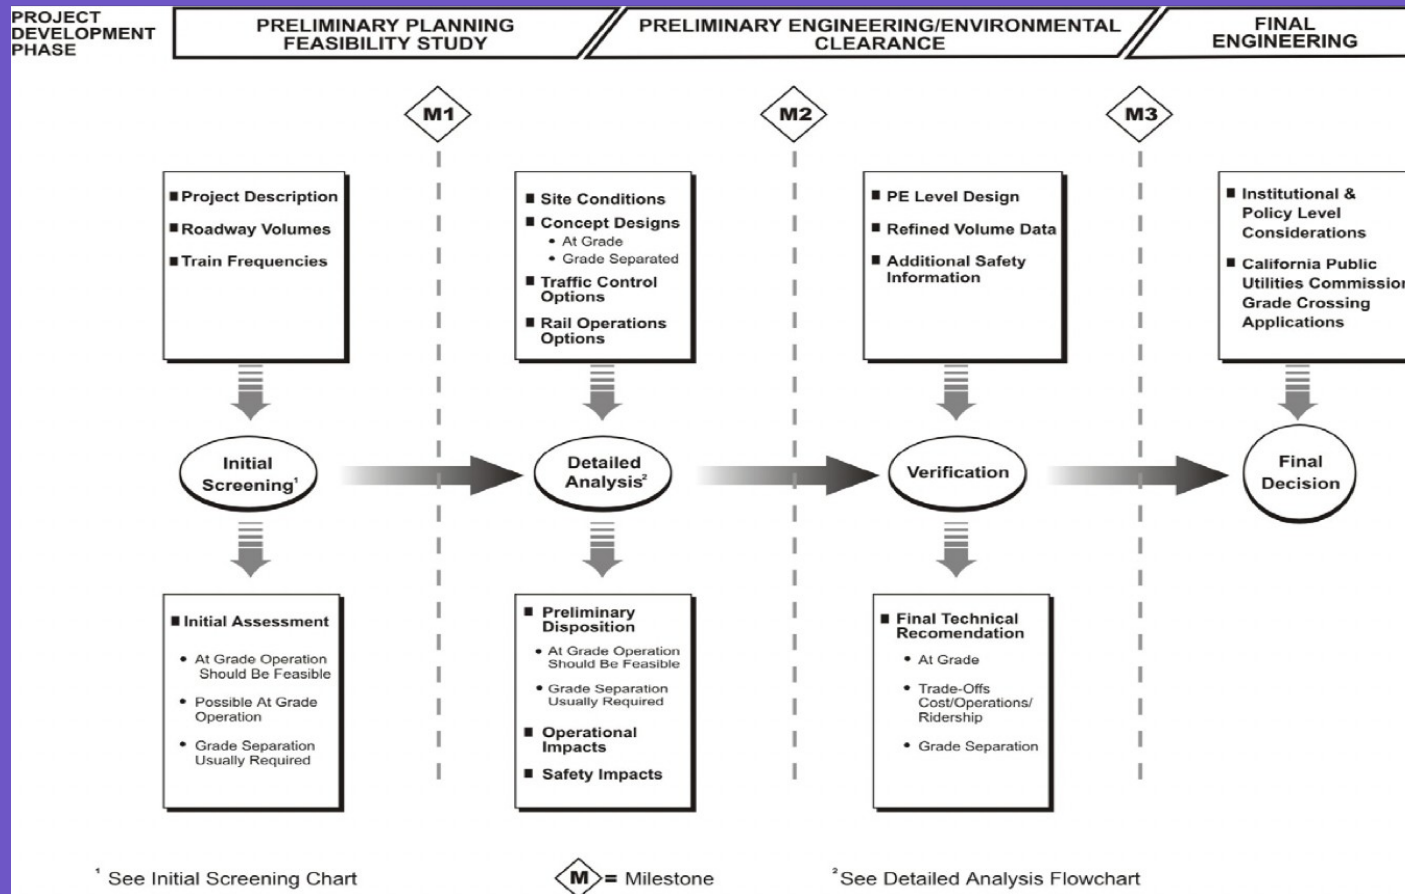 PROJECT
DEVELOPMENT
PHASE
PRELIMINARY PLANNING
FEASIBILITY STUDY
PRELIMINARY ENGINEERING/ENVIRONMENTAL
CLEARANCE
FINAL
ENGINEERING
M1
M2
M3
■ Project Description
■ Roadway Volumes
■ Train Frequencies
■ Site Conditions
■ Concept Designs
• At Grade
• Grade Separated
■ Traffic Control
Options
■ Rail Operations
Options
■ PE Level Design
■ Refined Volume Data
■ Additional Safety
Information
■ Institutional &
Policy Level
Considerations
■ California Public
Utilities Commission
Grade Crossing
Applications
Initial
Screening¹
Detailed
Analysis²
Verification
Final
Decision
■ Initial Assessment
• At Grade Operation
Should Be Feasible
• Possible At Grade
Operation
• Grade Separation
Usually Required
■ Preliminary
Disposition
• At Grade Operation
Should Be Feasible
• Grade Separation
Usually Required
■ Operational
Impacts
■ Safety Impacts
■ Final Technical
Recomendation
• At Grade
• Trade-Offs
Cost/Operations/
Ridership
• Grade Separation
¹ See Initial Screening Chart
M = Milestone
² See Detailed Analysis Flowchart